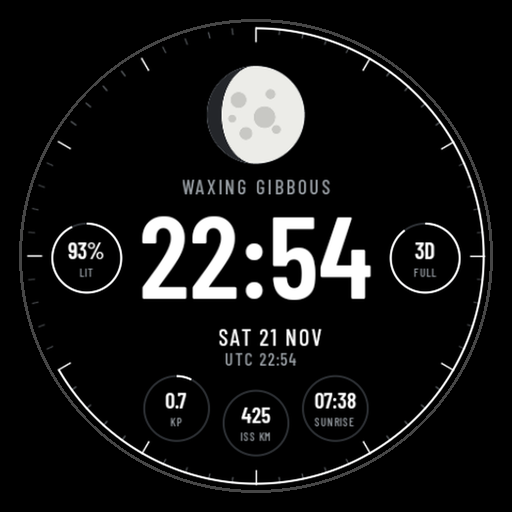 WAXING GIBBOUS
93%
LIT
22:54
3D
FULL
SAT 21 NOV
UTC 22:54
0.7
KP
425
ISS KM
07:38
SUNRISE